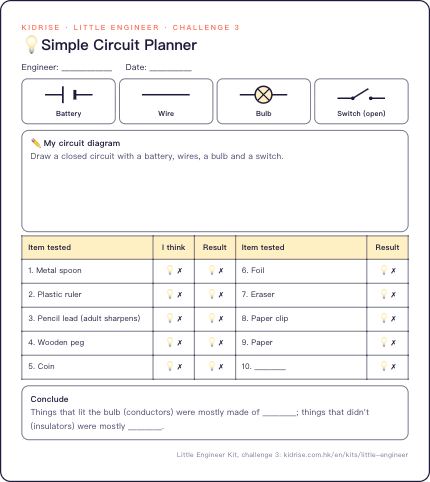 KIDRISE · LITTLE ENGINEER · CHALLENGE 3
💡Simple Circuit Planner
Engineer: ____________ Date: __________
Battery
Wire
Bulb
Switch (open)
✏️ My circuit diagram
Draw a closed circuit with a battery, wires, a bulb and a switch.
Item tested I think Result Item tested Result
1. Metal spoon 💡 ✗ 💡 ✗ 6. Foil 💡 ✗
2. Plastic ruler 💡 ✗ 💡 ✗ 7. Eraser 💡 ✗
3. Pencil lead (adult sharpens) 💡 ✗ 💡 ✗ 8. Paper clip 💡 ✗
4. Wooden peg 💡 ✗ 💡 ✗ 9. Paper 💡 ✗
5. Coin 💡 ✗ 💡 ✗ 10. ________ 💡 ✗
Conclude
Things that lit the bulb (conductors) were mostly made of ________; things that didn't
(insulators) were mostly ________.
Little Engineer Kit, challenge 3: kidrise.com.hk/en/kits/little-engineer